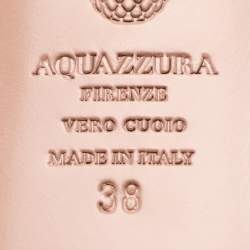 AQUAZZURA
FIRENZE
VERO CUOIO
MADE IN ITALY
38